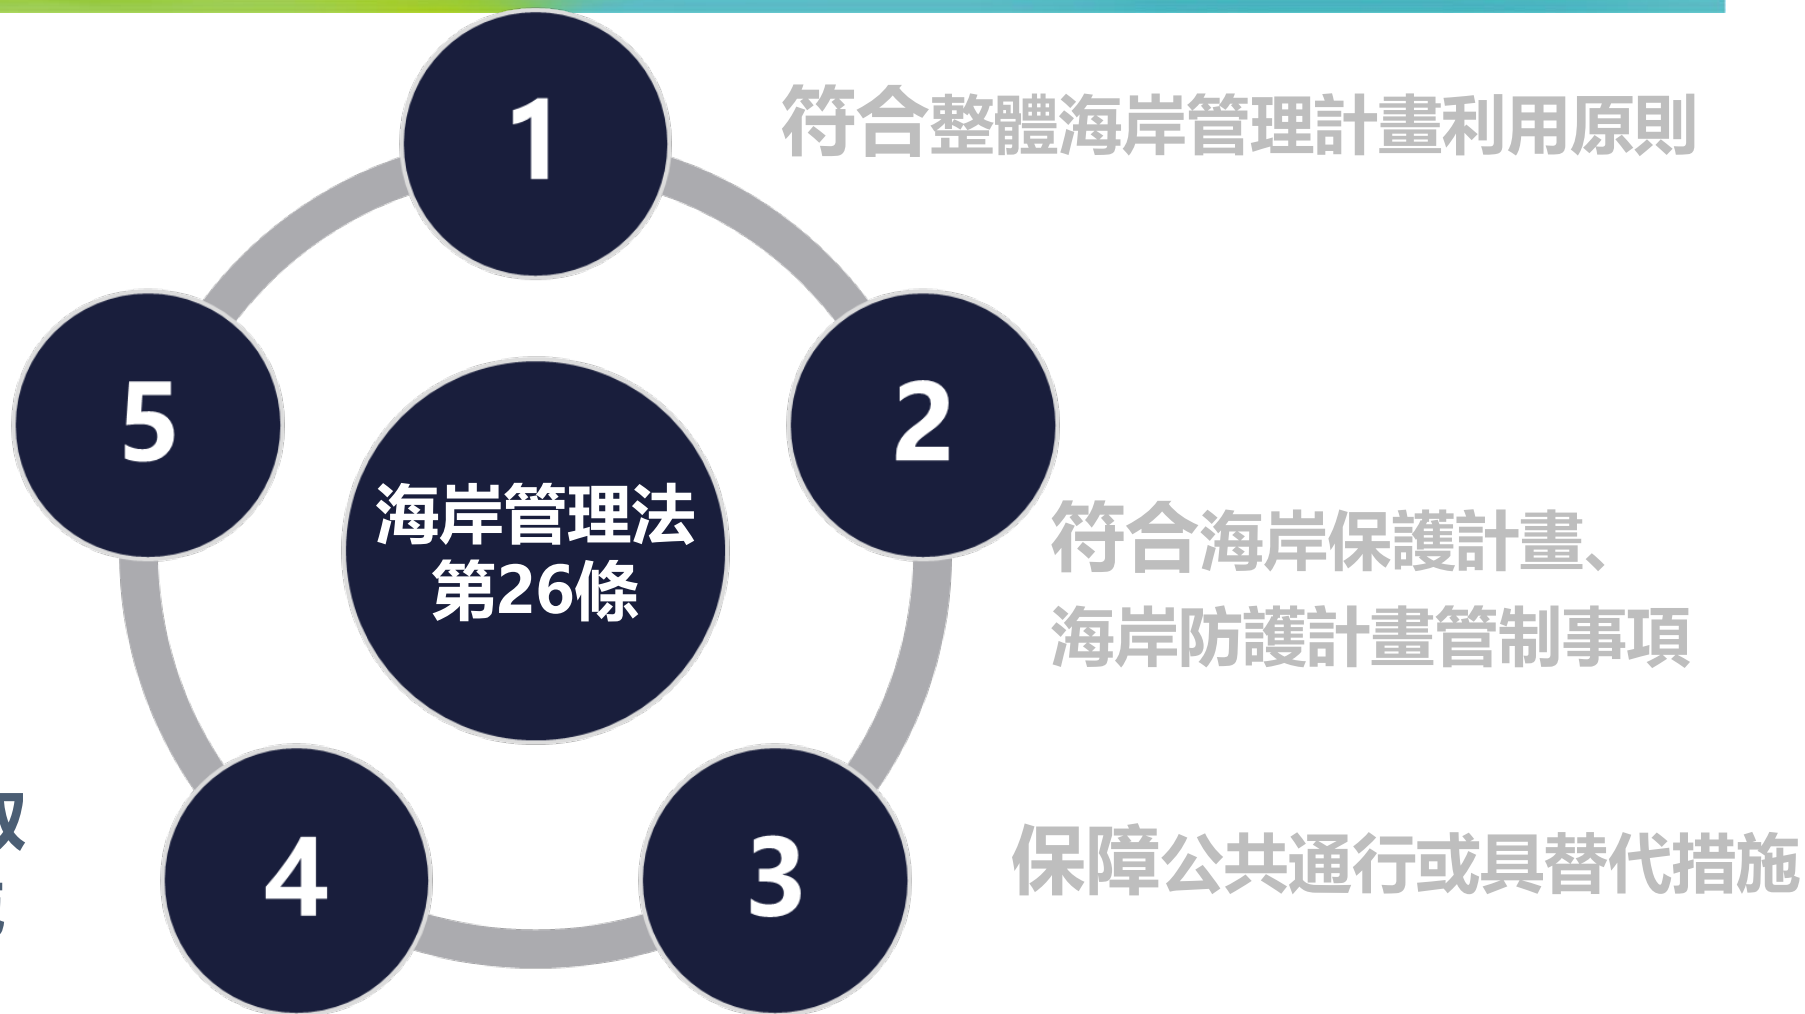 1
符合整體海岸管理計畫利用原則
2
符合海岸保護計畫、
海岸防護計畫管制事項
3
保障公共通行或具替代措施
4
5
海岸管理法
第26條